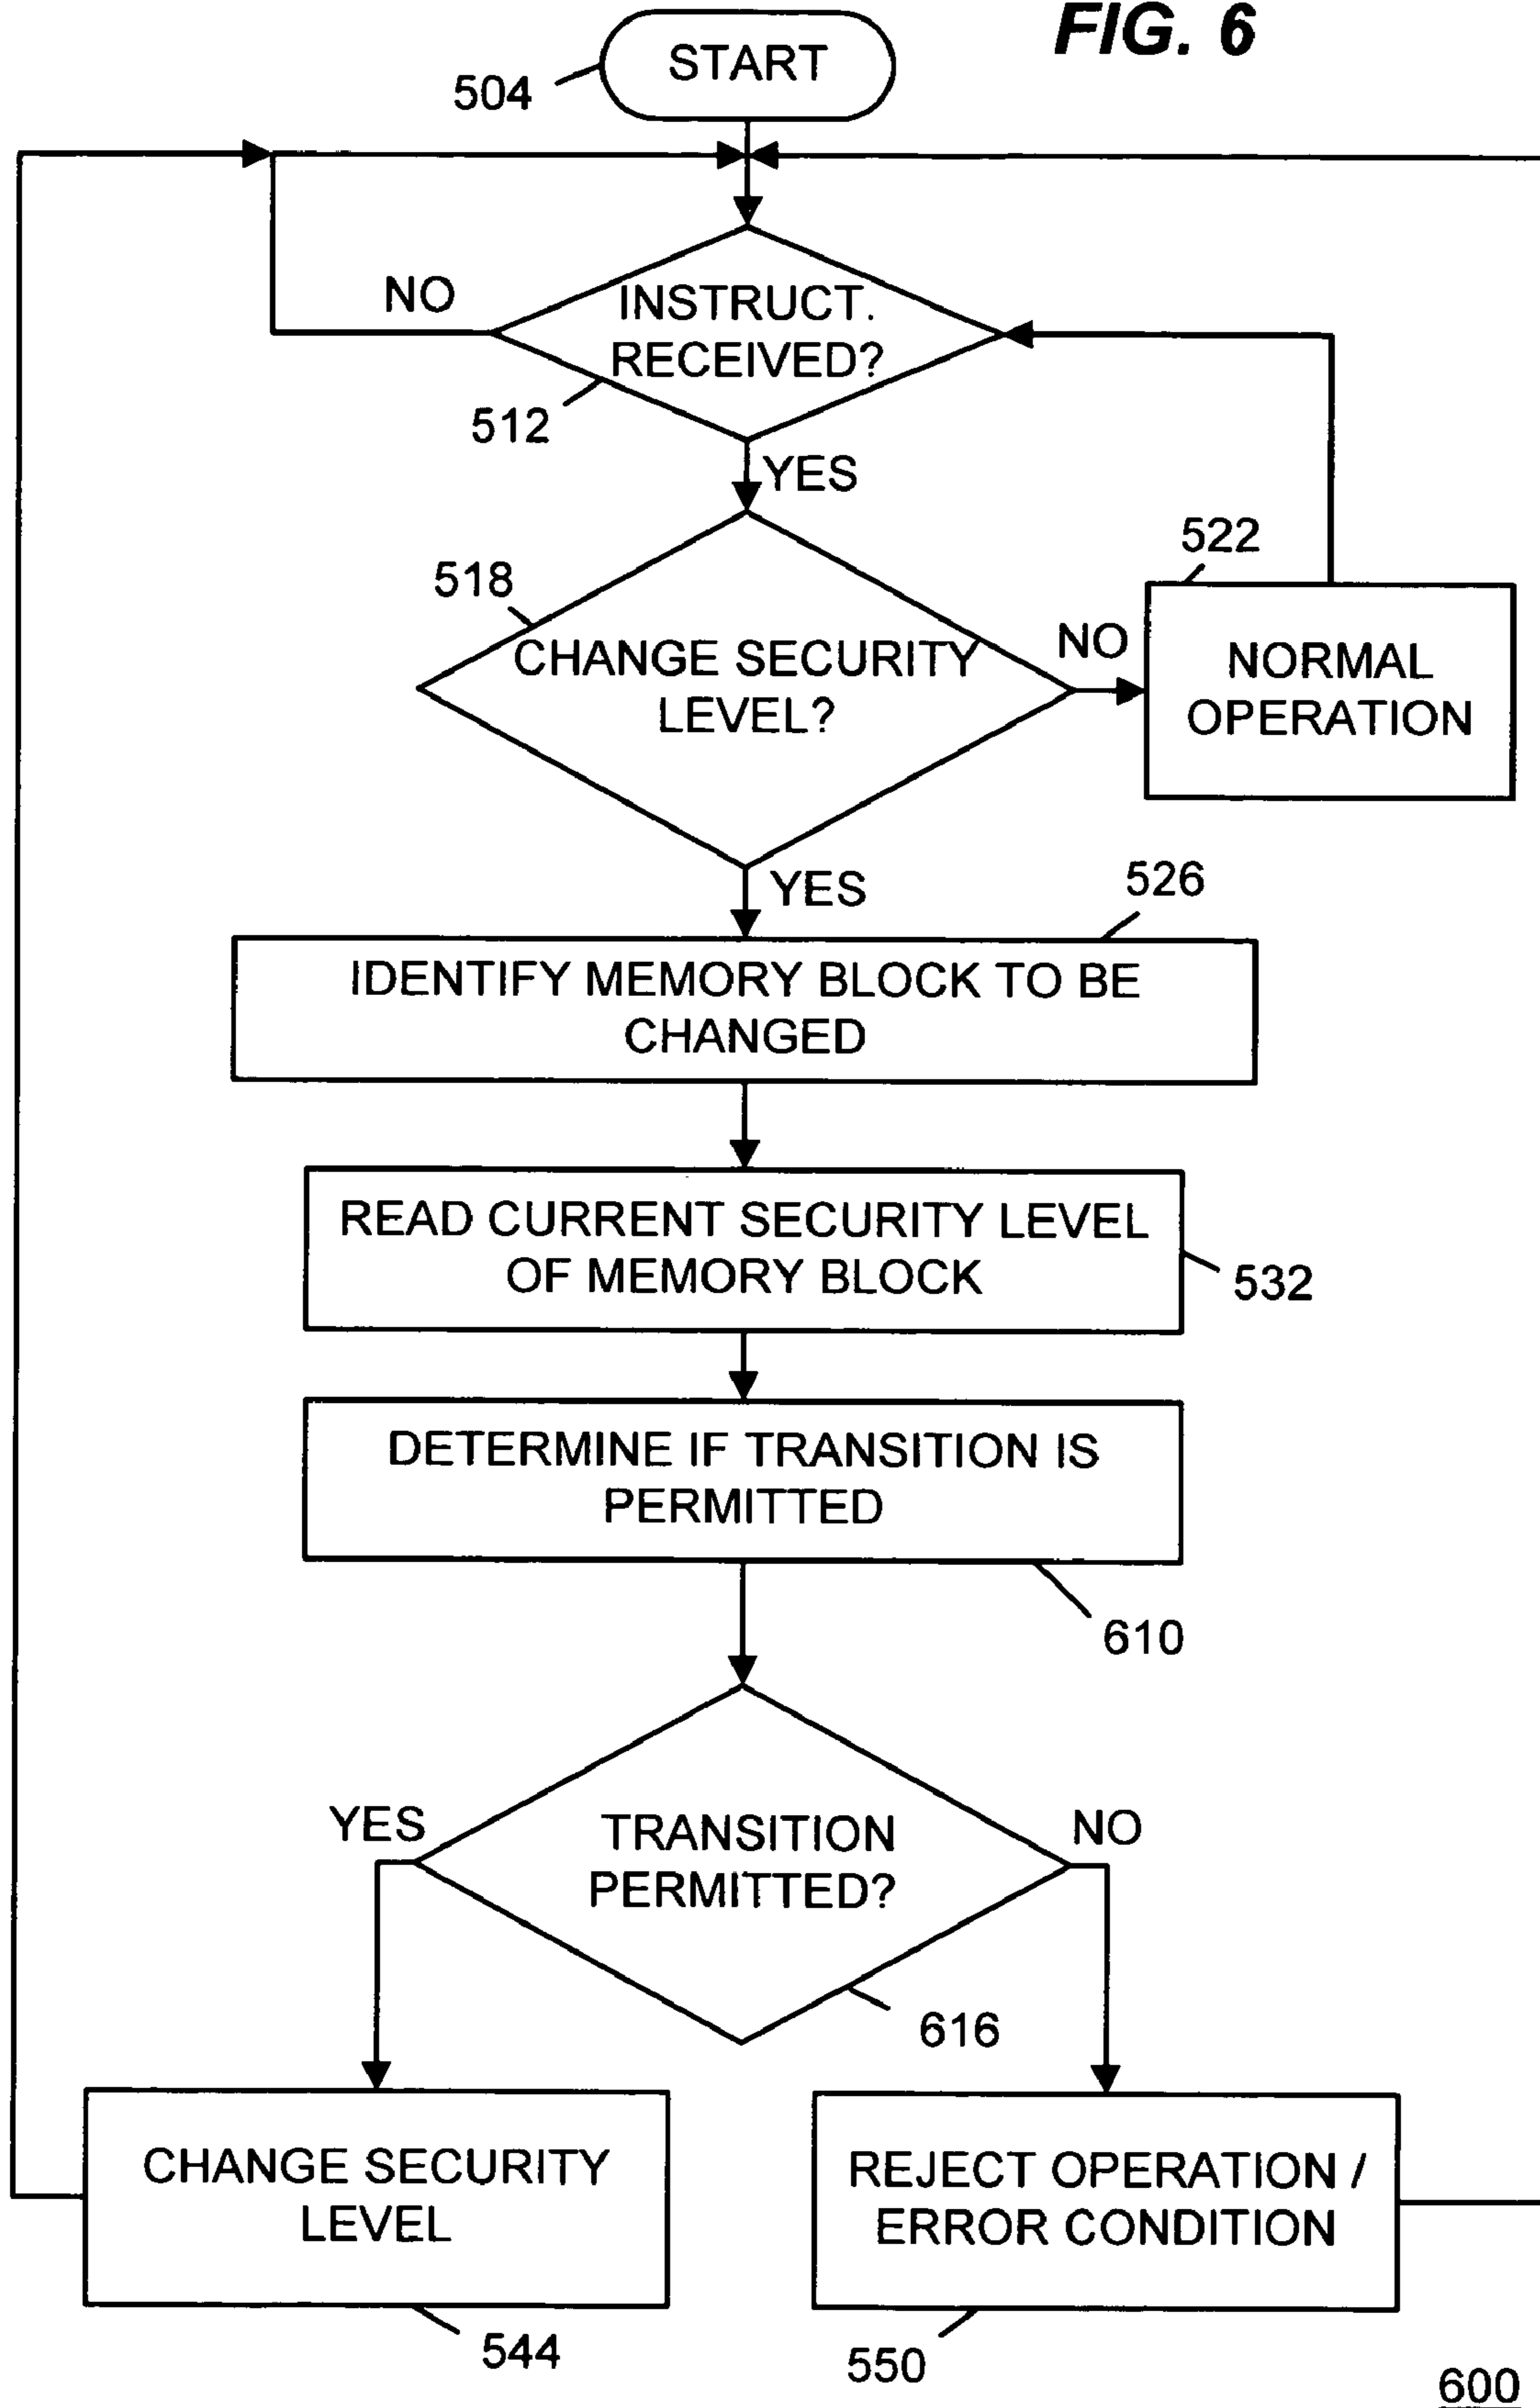 FIG. 6
START
504
NO
INSTRUCT.
RECEIVED?
512
YES
522
518
CHANGE SECURITY
LEVEL?
NO
NORMAL
OPERATION
YES
526
IDENTIFY MEMORY BLOCK TO BE
CHANGED
READ CURRENT SECURITY LEVEL
OF MEMORY BLOCK
532
DETERMINE IF TRANSITION IS
PERMITTED
610
YES
TRANSITION
PERMITTED?
NO
616
CHANGE SECURITY
LEVEL
REJECT OPERATION /
ERROR CONDITION
544
550
600